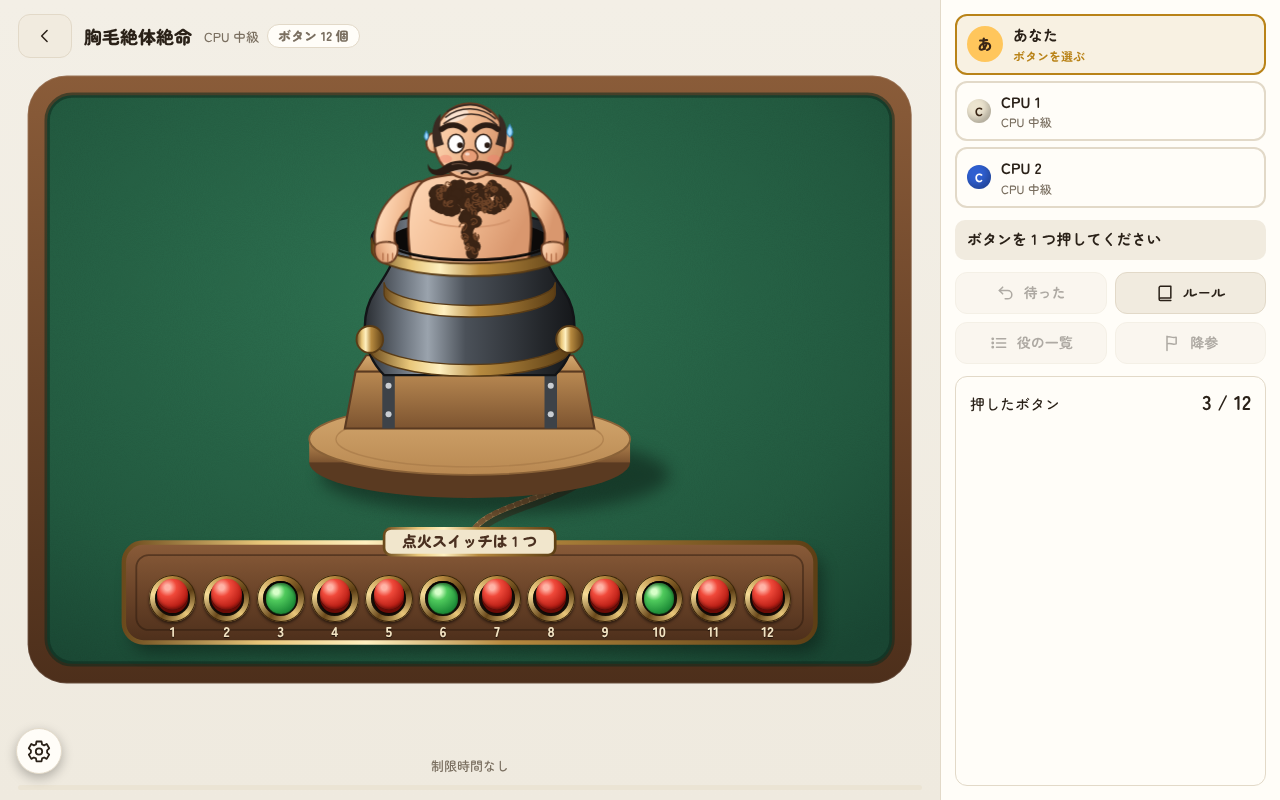 胸毛絶体絶命 CPU 中級 ボタン 12 個
点火スイッチは 1 つ
1 2 3 4 5 6 7 8 9 10 11 12
制限時間なし
あ あなた
ボタンを選ぶ
C CPU 1
CPU 中級
C CPU 2
CPU 中級
ボタンを 1 つ押してください
待った ルール
役の一覧 降参
押したボタン 3 / 12